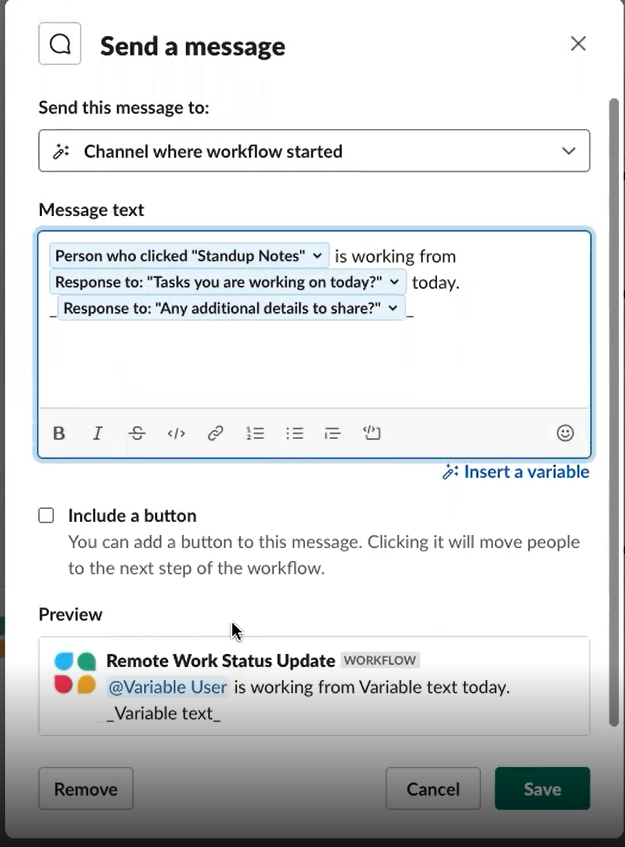 Send a message
Send this message to:
Channel where workflow started
Message text
Person who clicked "Standup Notes" is working from
Response to: "Tasks you are working on today?" today.
_Response to: "Any additional details to share?"_
B I S </>
Insert a variable
Include a button
You can add a button to this message. Clicking it will move people
to the next step of the workflow.
Preview
Remote Work Status Update WORKFLOW
@Variable User is working from Variable text today.
_Variable text_
Remove Cancel Save